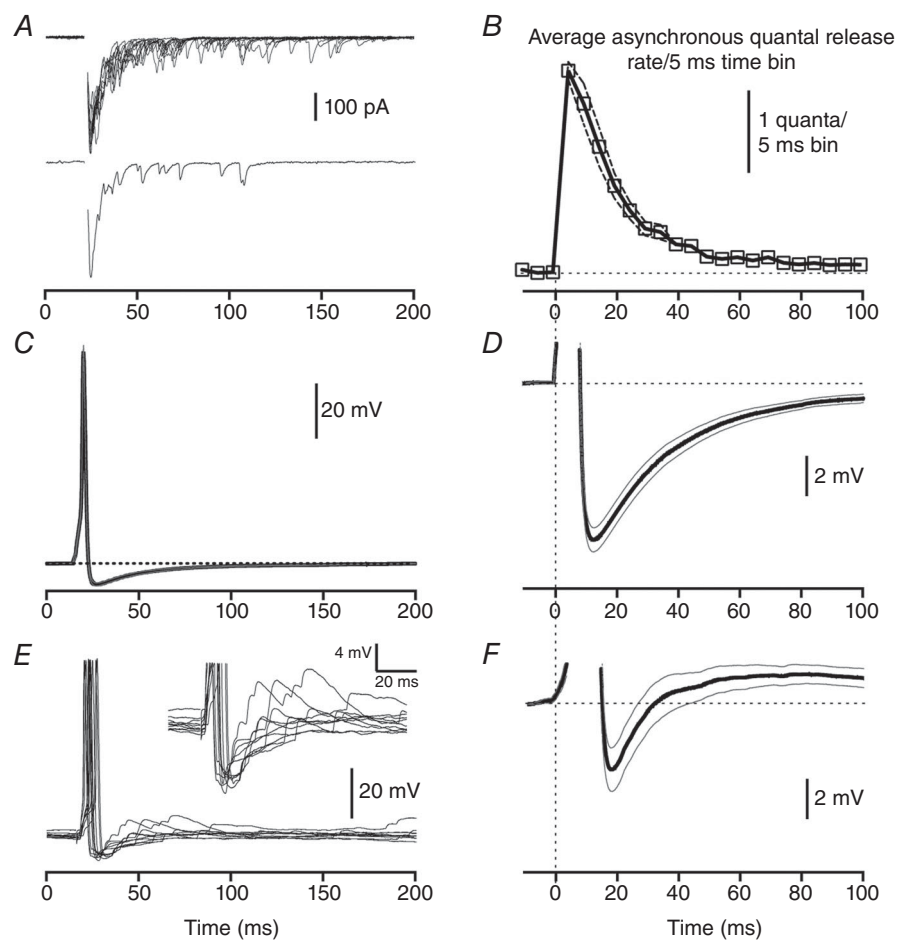 A
100 pA
0 50 100 150 200
B
Average asynchronous quantal release
rate/5 ms time bin
1 quanta/
5 ms bin
0 20 40 60 80 100
C
20 mV
0 50 100 150 200
D
2 mV
0 20 40 60 80 100
E
4 mV
20 ms
20 mV
0 50 100 150 200
Time (ms)
F
2 mV
0 20 40 60 80 100
Time (ms)